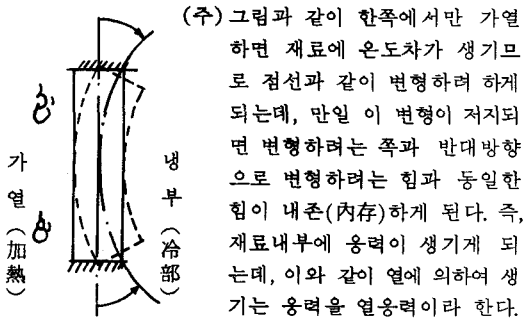 (주) 그림과 같이 한쪽에서만 가열
하면 재료에 온도차가 생기므
로 점선과 같이 변형하려 하게
되는데, 만일 이 변형이 저지되
면 변형하려는 쪽과 반대방향
으로 변형하려는 힘과 동일한
힘이 내존(內存)하게 된다. 즉,
재료내부에 응력이 생기게 되
는데, 이와 같이 열에 의하여 생
기는 응력을 열응력이라 한다.
가열(加熱)
냉부(冷部)